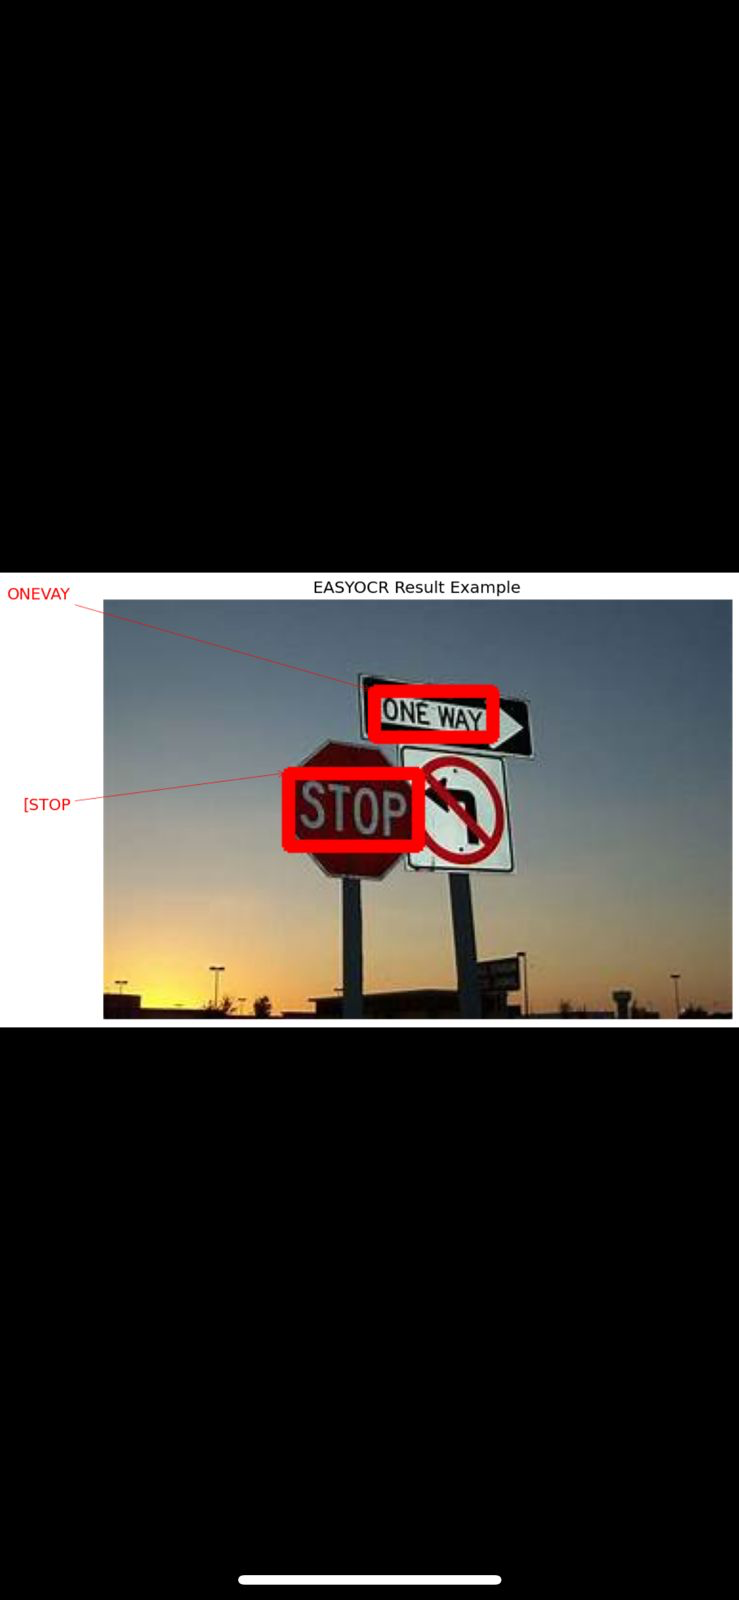 EASYOCR Result Example
ONEVAY
ONE WAY
[STOP
STOP